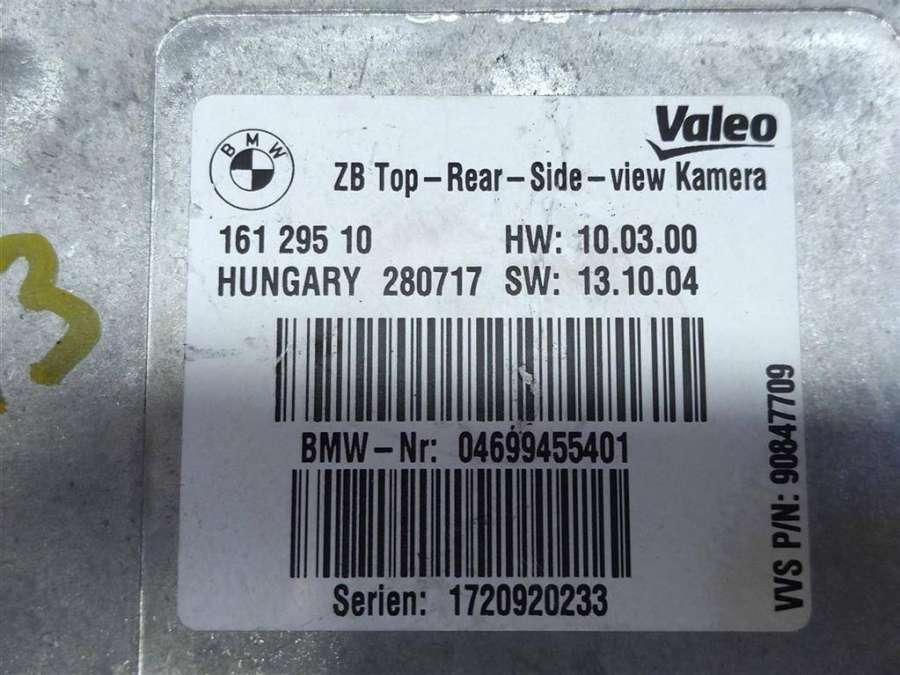 BMW
Valeo
ZB Top-Rear-Side-view Kamera
161 295 10 HW: 10.03.00
HUNGARY 280717 SW: 13.10.04
BMW-Nr: 04699455401
Serien: 1720920233
VVS P/N: 90847709
3